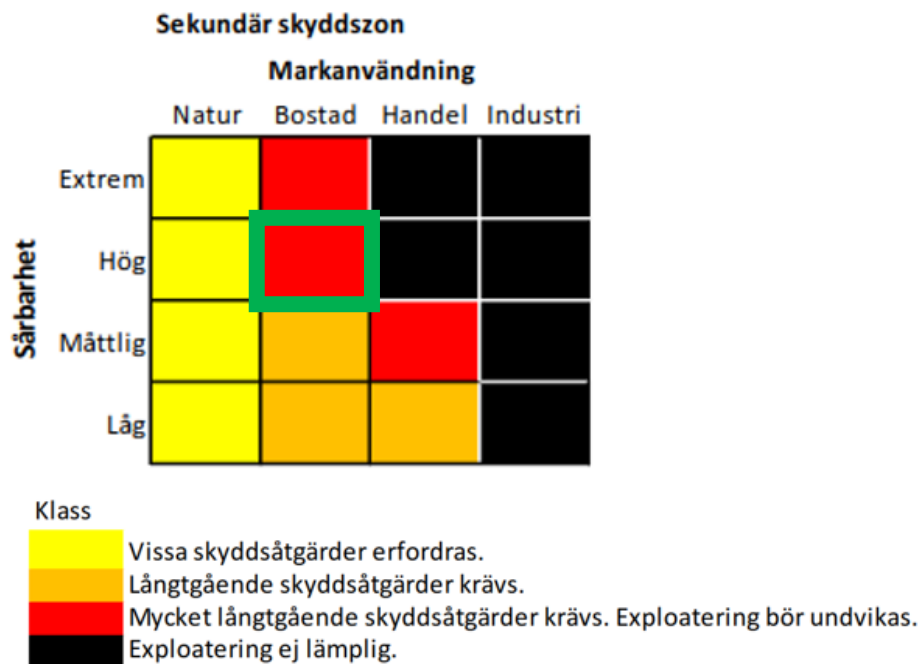 Sekundär skyddszon
Markanvändning
Natur Bostad Handel Industri
Extrem
Hög
Måttlig
Låg
Sårbarhet
Klass
Vissa skyddsåtgärder erfordras.
Långtgående skyddsåtgärder krävs.
Mycket långtgående skyddsåtgärder krävs. Exploatering bör undvikas.
Exploatering ej lämplig.